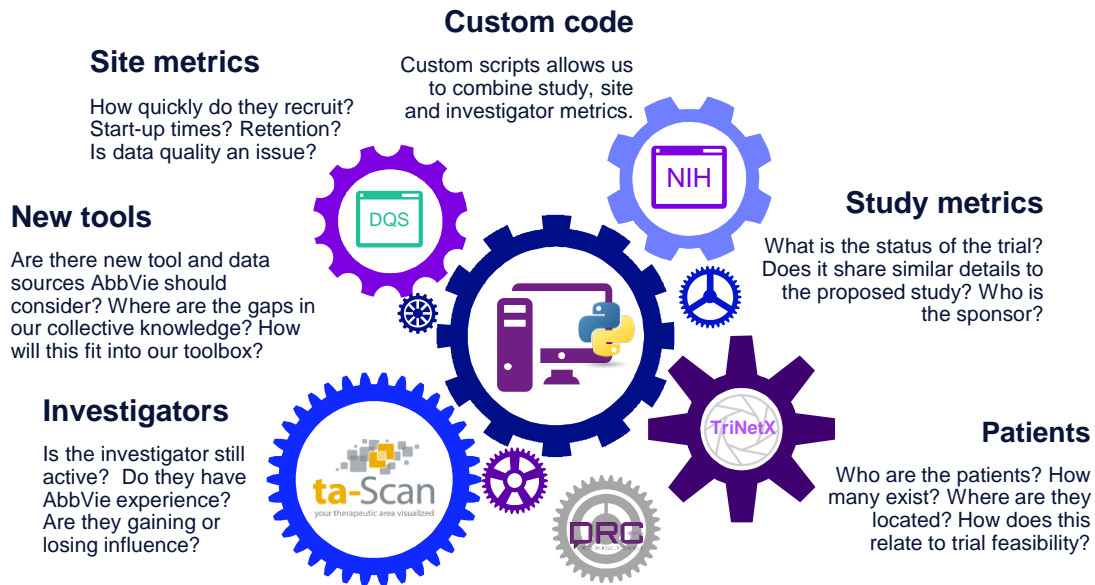 Custom code
Custom scripts allows us
to combine study, site
and investigator metrics.
Site metrics
How quickly do they recruit?
Start-up times? Retention?
Is data quality an issue?
DQS
NIH
New tools
Are there new tool and data
sources AbbVie should
consider? Where are the gaps in
our collective knowledge? How
will this fit into our toolbox?
Study metrics
What is the status of the trial?
Does it share similar details to
the proposed study? Who is
the sponsor?
Investigators
Is the investigator still
active?  Do they have
AbbVie experience?
Are they gaining or
losing influence?
ta-Scan
your therapeutic area visualized
DRG
TriNetX
Patients
Who are the patients? How
many exist? Where are they
located? How does this
relate to trial feasibility?